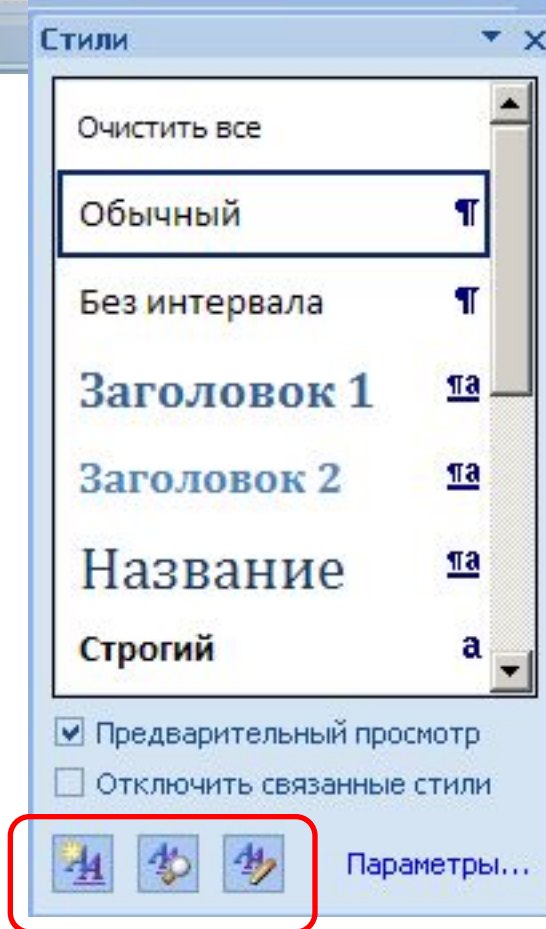 Стили
Очистить все
Обычный ¶
Без интервала ¶
Заголовок 1 ¶a
Заголовок 2 ¶a
Название ¶a
Строгий a
Предварительный просмотр
Отключить связанные стили
Параметры...